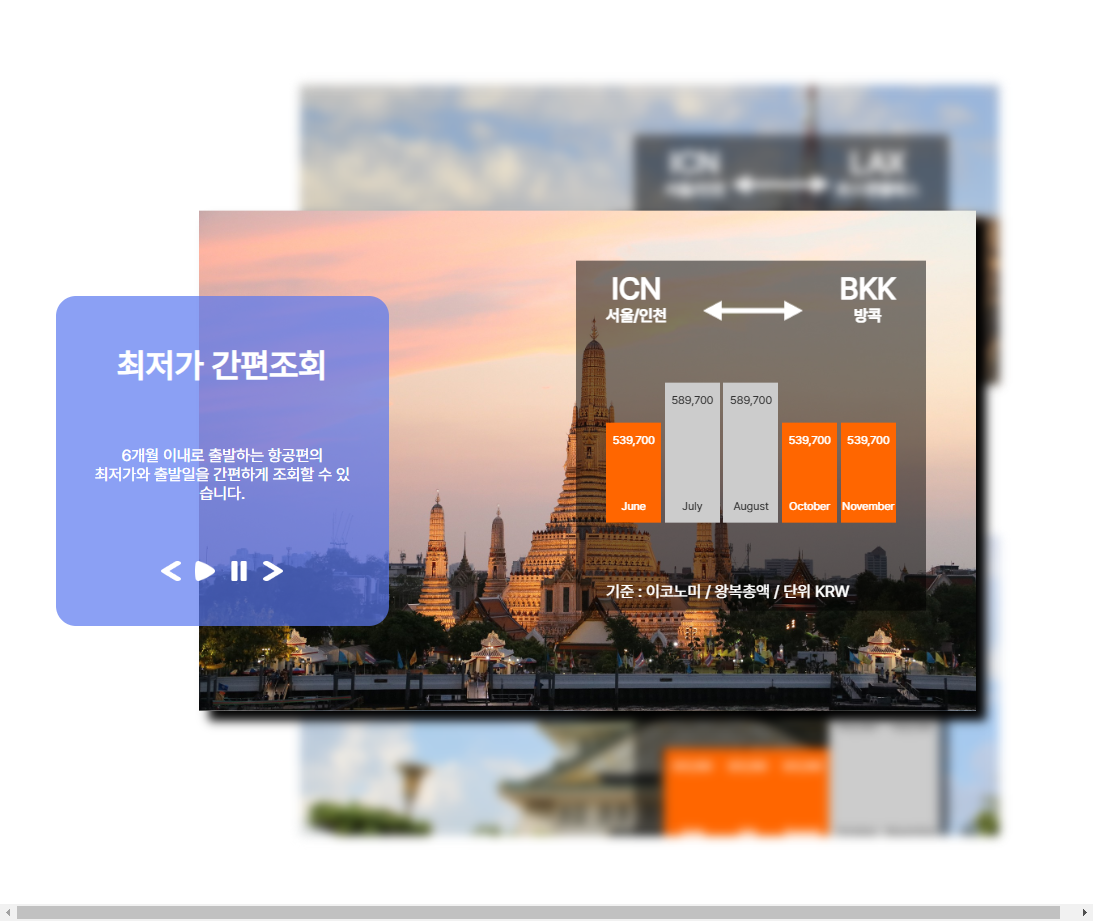 ICN
LAX
ICN
BKK
서울/인천
방콕
최저가 간편조회
6개월 이내로 출발하는 항공편의
최저가와 출발일을 간편하게 조회할 수 있
습니다.
589,700
589,700
539,700
539,700
539,700
June
July
August
October
November
기준 : 이코노미 / 왕복총액 / 단위 KRW